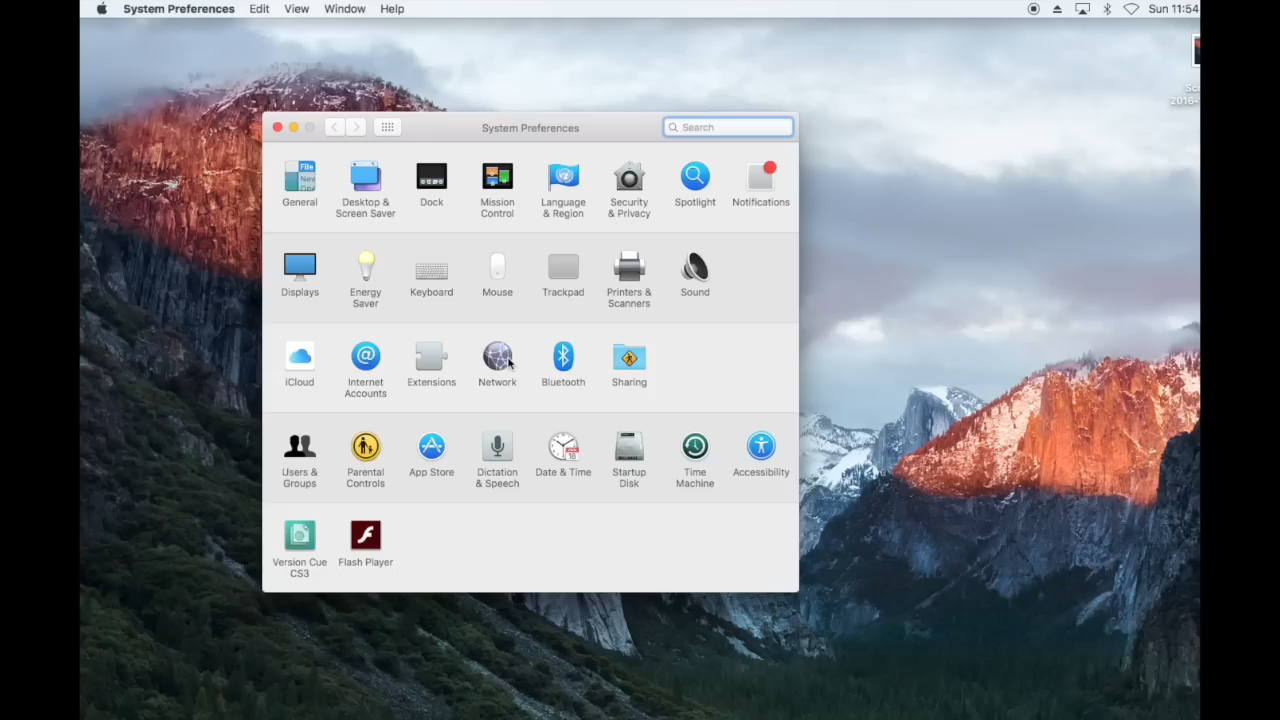 System Preferences Edit View Window Help Sun 11:54
2016-
System Preferences Search
General Desktop & Screen Saver Dock Mission Control Language & Region Security & Privacy Spotlight Notifications
Displays Energy Saver Keyboard Mouse Trackpad Printers & Scanners Sound
iCloud Internet Accounts Extensions Network Bluetooth Sharing
Users & Groups Parental Controls App Store Dictation & Speech Date & Time Startup Disk Time Machine Accessibility
Version Cue CS3 Flash Player